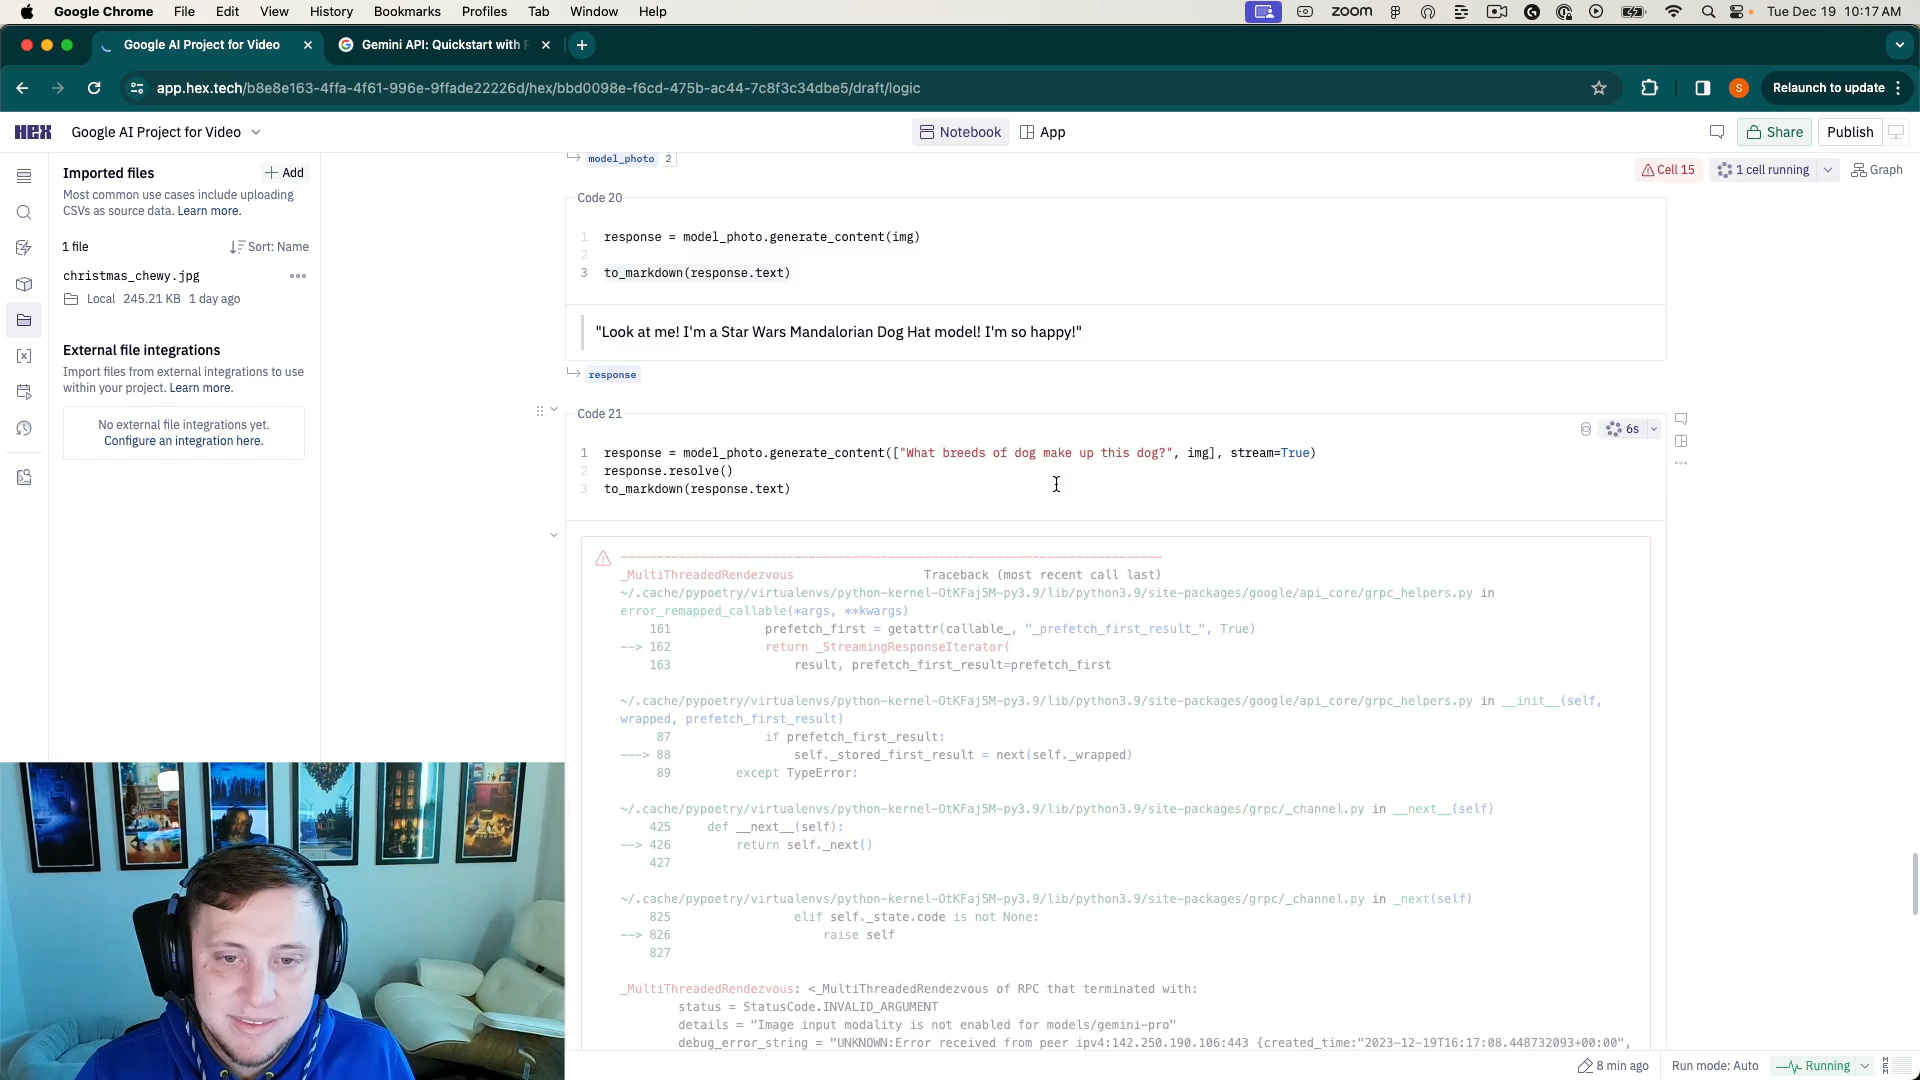 Google Chrome File Edit View History Bookmarks Profiles Tab Window Help zoom Tue Dec 19 10:17 AM
Google AI Project for Video Gemini API: Quickstart with
app.hex.tech/b8e8e163-4ffa-4f61-996e-9ffade22226d/hex/bbd0098e-f6cd-475b-ac44-7c8f3c34dbe5/draft/logic S Relaunch to update
HEX Google AI Project for Video Notebook App Share Publish
model_photo 2
Imported files Add
Cell 15 1 cell running Graph
Most common use cases include uploading
CSVs as source data. Learn more.
1 file Sort: Name
christmas_chewy.jpg
Local 245.21 KB 1 day ago
External file integrations
Import files from external integrations to use
within your project. Learn more.
No external file integrations yet.
Configure an integration here.
Code 20
1 response = model_photo.generate_content(img)
2
3 to_markdown(response.text)
"Look at me! I'm a Star Wars Mandalorian Dog Hat model! I'm so happy!"
response
Code 21
6s
1 response = model_photo.generate_content(["What breeds of dog make up this dog?", img], stream=True)
2 response.resolve()
3 to_markdown(response.text)
---------------------------------------------------------------------------
_MultiThreadedRendezvous Traceback (most recent call last)
~/.cache/pypoetry/virtualenvs/python-kernel-OtKFaj5M-py3.9/lib/python3.9/site-packages/google/api_core/grpc_helpers.py in
error_remapped_callable(*args, **kwargs)
161 prefetch_first = getattr(callable_, "_prefetch_first_result_", True)
--> 162 return _StreamingResponseIterator(
163 result, prefetch_first_result=prefetch_first
~/.cache/pypoetry/virtualenvs/python-kernel-OtKFaj5M-py3.9/lib/python3.9/site-packages/google/api_core/grpc_helpers.py in __init__(self,
wrapped, prefetch_first_result)
87 if prefetch_first_result:
---> 88 self._stored_first_result = next(self._wrapped)
89 except TypeError:
~/.cache/pypoetry/virtualenvs/python-kernel-OtKFaj5M-py3.9/lib/python3.9/site-packages/grpc/_channel.py in __next__(self)
425 def __next__(self):
--> 426 return self._next()
427
~/.cache/pypoetry/virtualenvs/python-kernel-OtKFaj5M-py3.9/lib/python3.9/site-packages/grpc/_channel.py in _next(self)
825 elif self._state.code is not None:
--> 826 raise self
827
_MultiThreadedRendezvous: <_MultiThreadedRendezvous of RPC that terminated with:
status = StatusCode.INVALID_ARGUMENT
details = "Image input modality is not enabled for models/gemini-pro"
debug_error_string = "UNKNOWN:Error received from peer ipv4:142.250.190.106:443 {created_time:"2023-12-19T16:17:08.448732093+00:00",
8 min ago Run mode: Auto Running MEM